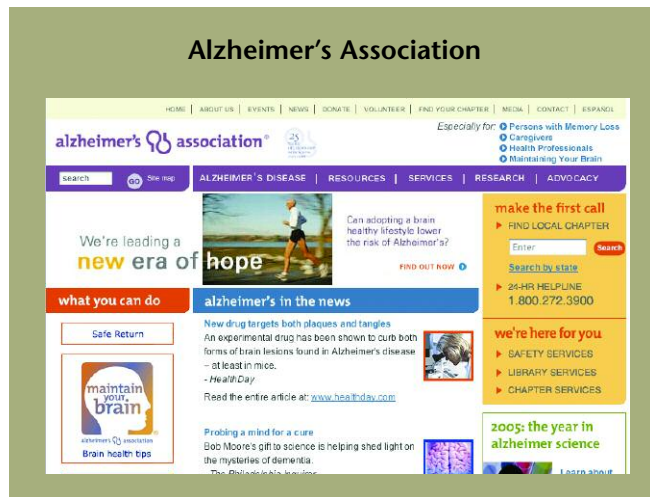 Alzheimer's Association
HOME | ABOUT US | EVENTS | NEWS | DONATE | VOLUNTEER | FIND YOUR CHAPTER | MEDIA | CONTACT | ESPAÑOL
alzheimer's association®
25
Especially for:
Persons with Memory Loss
Caregivers
Health Professionals
Maintaining Your Brain
search
GO
Site map
ALZHEIMER'S DISEASE | RESOURCES | SERVICES | RESEARCH | ADVOCACY
We're leading a
new era of hope
Can adopting a brain
healthy lifestyle lower
the risk of Alzheimer's?
FIND OUT NOW
make the first call
FIND LOCAL CHAPTER
Enter
Search
Search by state
24-HR HELPLINE
1.800.272.3900
what you can do
Safe Return
maintain
your
brain
alzheimer's association
Brain health tips
alzheimer's in the news
New drug targets both plaques and tangles
An experimental drug has been shown to curb both
forms of brain lesions found in Alzheimer's disease
– at least in mice.
- HealthDay
Read the entire article at: www.healthday.com
Probing a mind for a cure
Bob Moore's gift to science is helping shed light on
the mysteries of dementia.
- The Philadelphia Inquirer
we're here for you
SAFETY SERVICES
LIBRARY SERVICES
CHAPTER SERVICES
2005: the year in
alzheimer science
Learn about